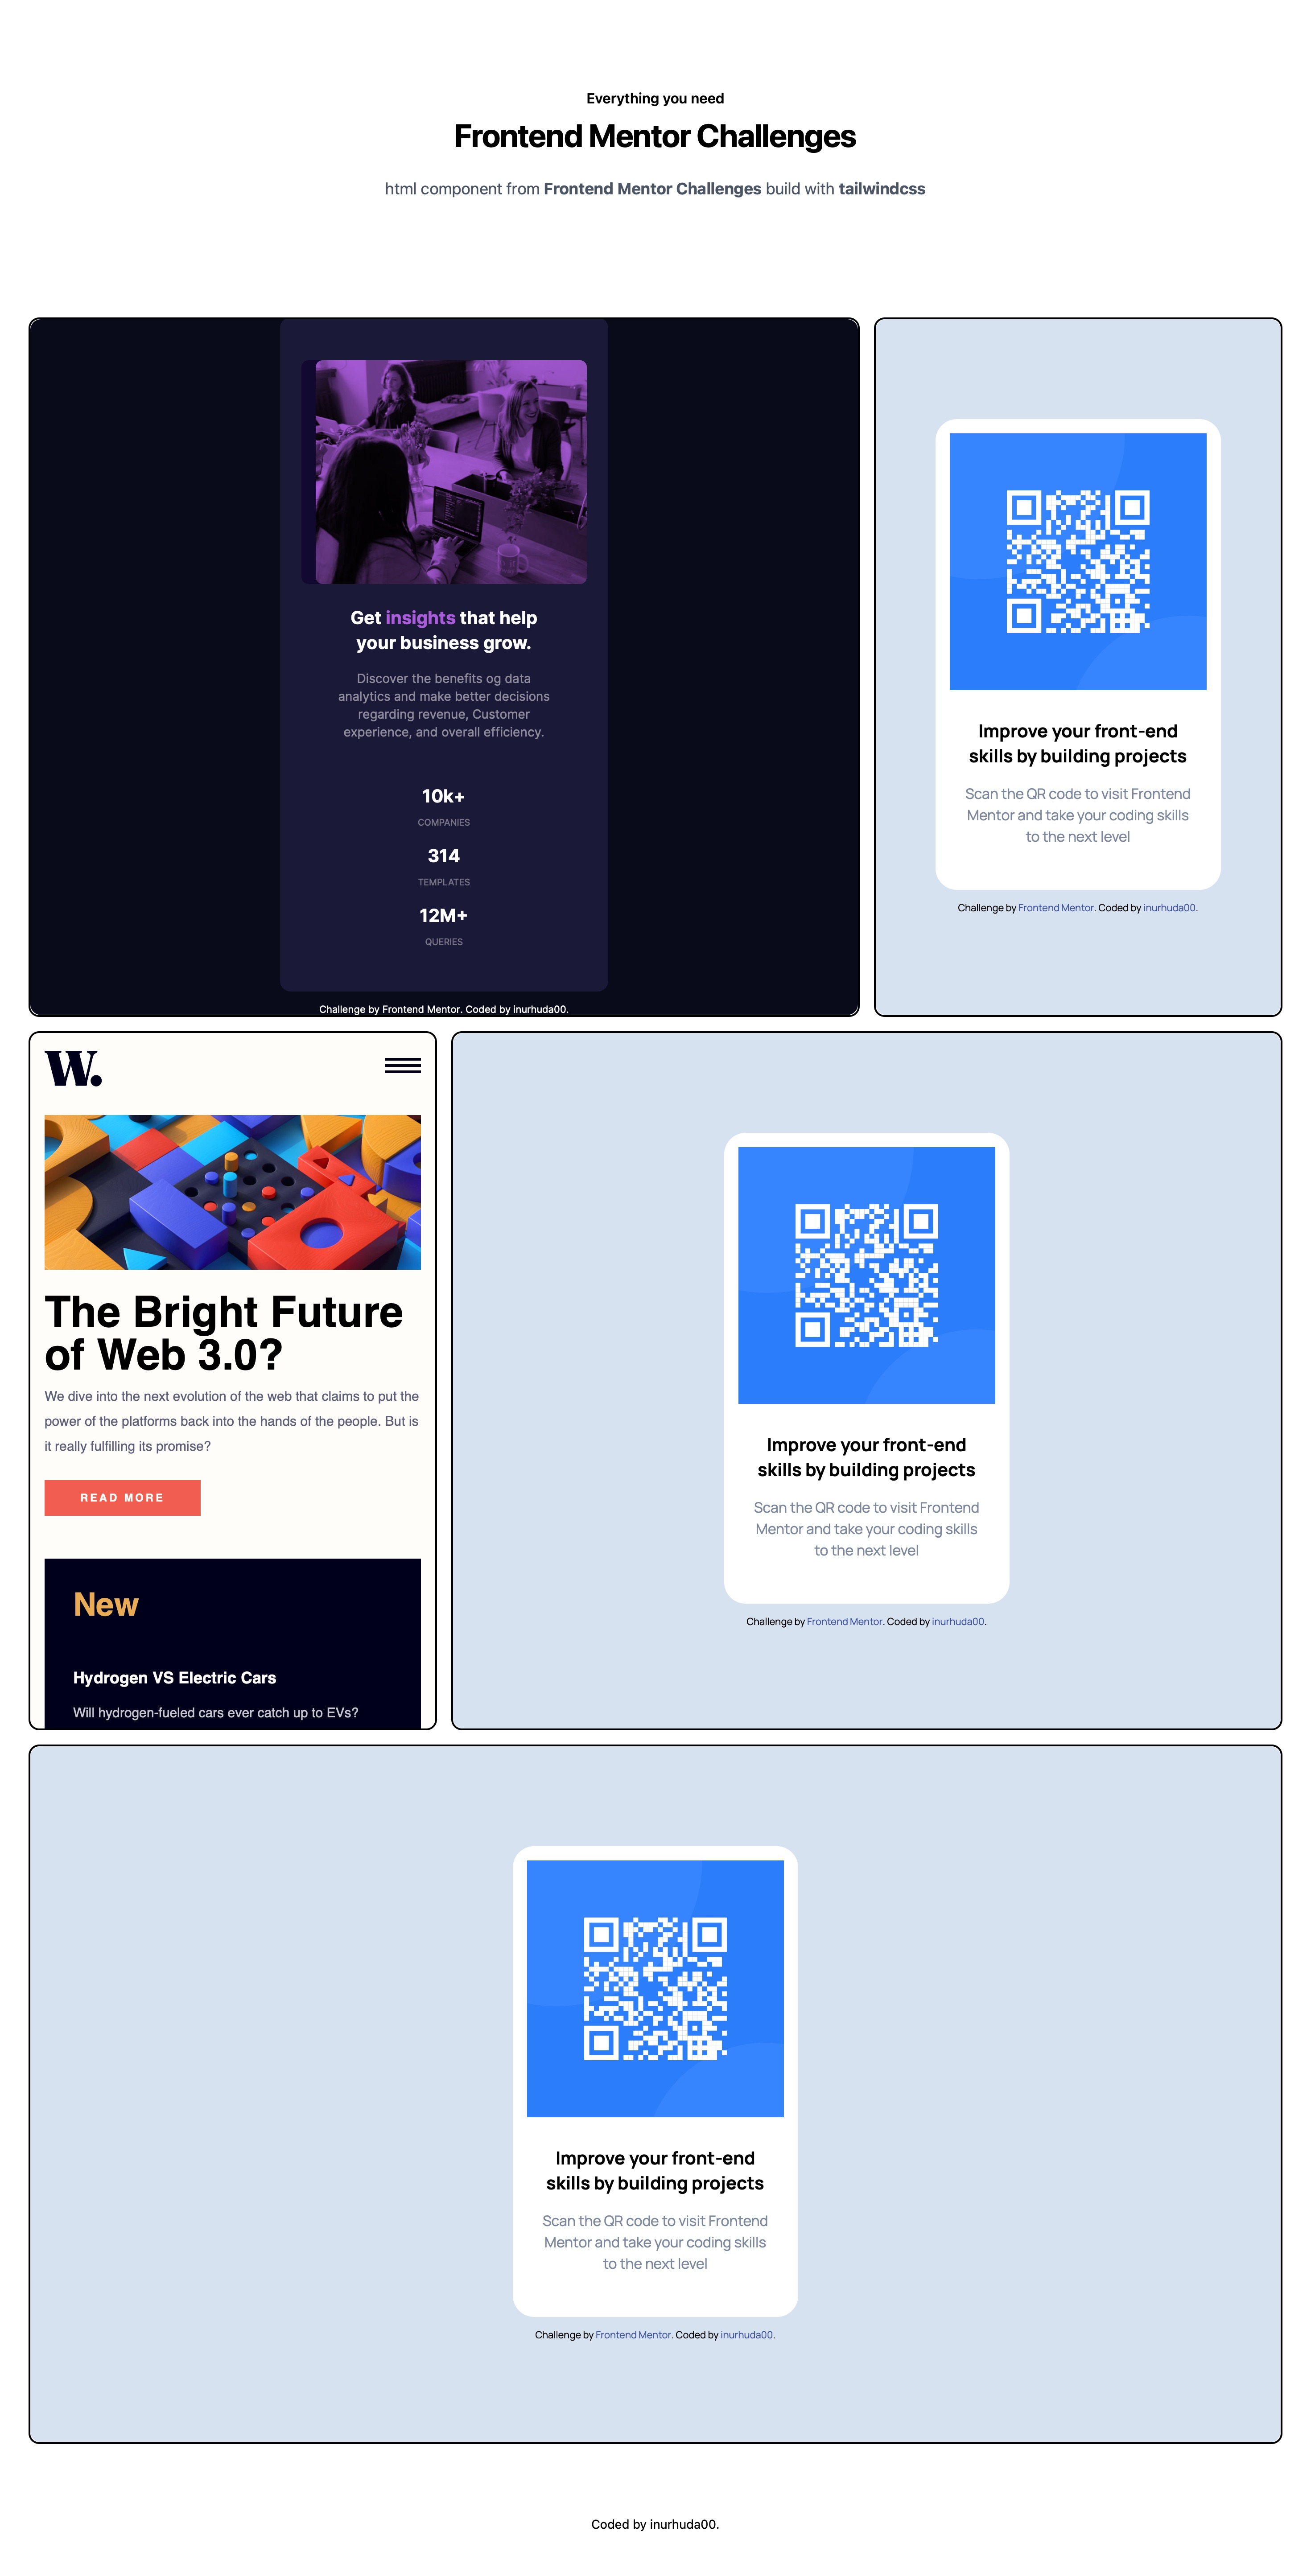 Everything you need
Frontend Mentor Challenges
html component from Frontend Mentor Challenges build with tailwindcss
Get insights that help
your business grow.
Discover the benefits og data
analytics and make better decisions
regarding revenue, Customer
experience, and overall efficiency.
10k+
COMPANIES
314
TEMPLATES
12M+
QUERIES
Challenge by Frontend Mentor. Coded by inurhuda00.
Improve your front-end
skills by building projects
Scan the QR code to visit Frontend
Mentor and take your coding skills
to the next level
Challenge by Frontend Mentor. Coded by inurhuda00.
W.
The Bright Future
of Web 3.0?
We dive into the next evolution of the web that claims to put the
power of the platforms back into the hands of the people. But is
it really fulfilling its promise?
READ MORE
New
Hydrogen VS Electric Cars
Will hydrogen-fueled cars ever catch up to EVs?
Improve your front-end
skills by building projects
Scan the QR code to visit Frontend
Mentor and take your coding skills
to the next level
Challenge by Frontend Mentor. Coded by inurhuda00.
Improve your front-end
skills by building projects
Scan the QR code to visit Frontend
Mentor and take your coding skills
to the next level
Challenge by Frontend Mentor. Coded by inurhuda00.
Coded by inurhuda00.